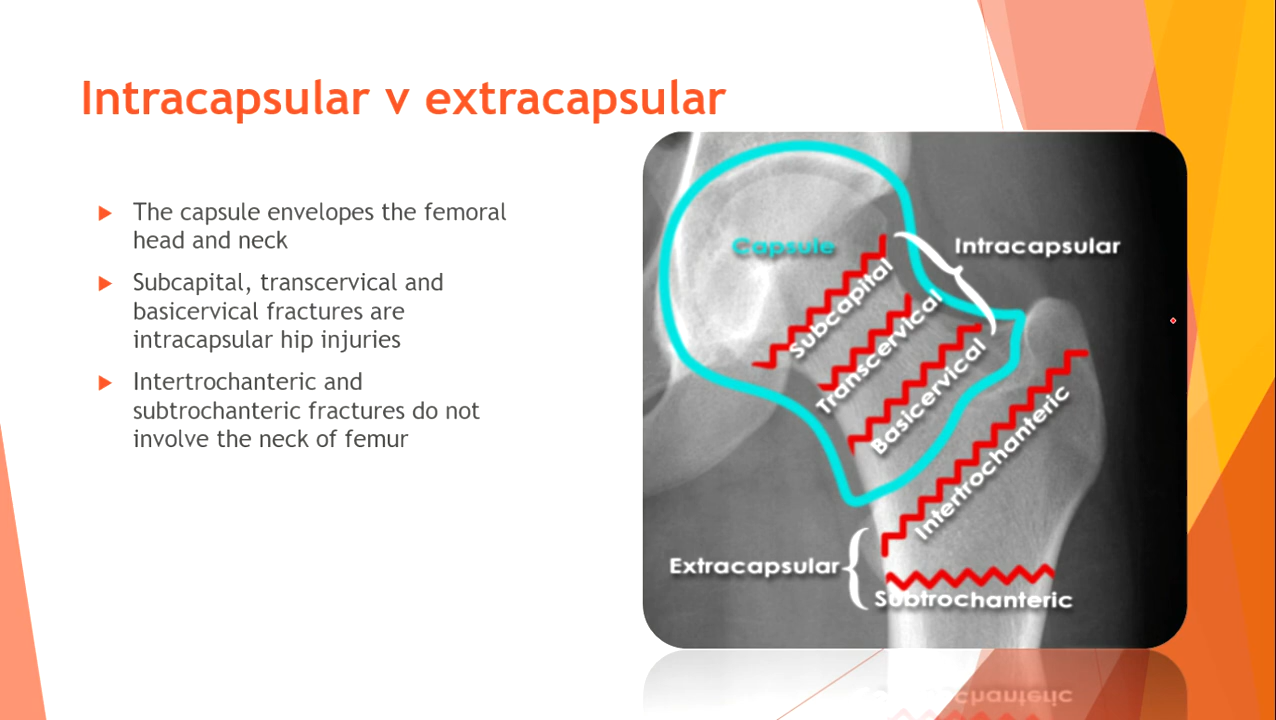 Intracapsular v extracapsular
The capsule envelopes the femoral
head and neck
Subcapital, transcervical and
basicervical fractures are
intracapsular hip injuries
Intertrochanteric and
subtrochanteric fractures do not
involve the neck of femur
Capsule
Intracapsular
Subcapital
Transcervical
Basicervical
Intertrochanteric
Extracapsular
Subtrochanteric